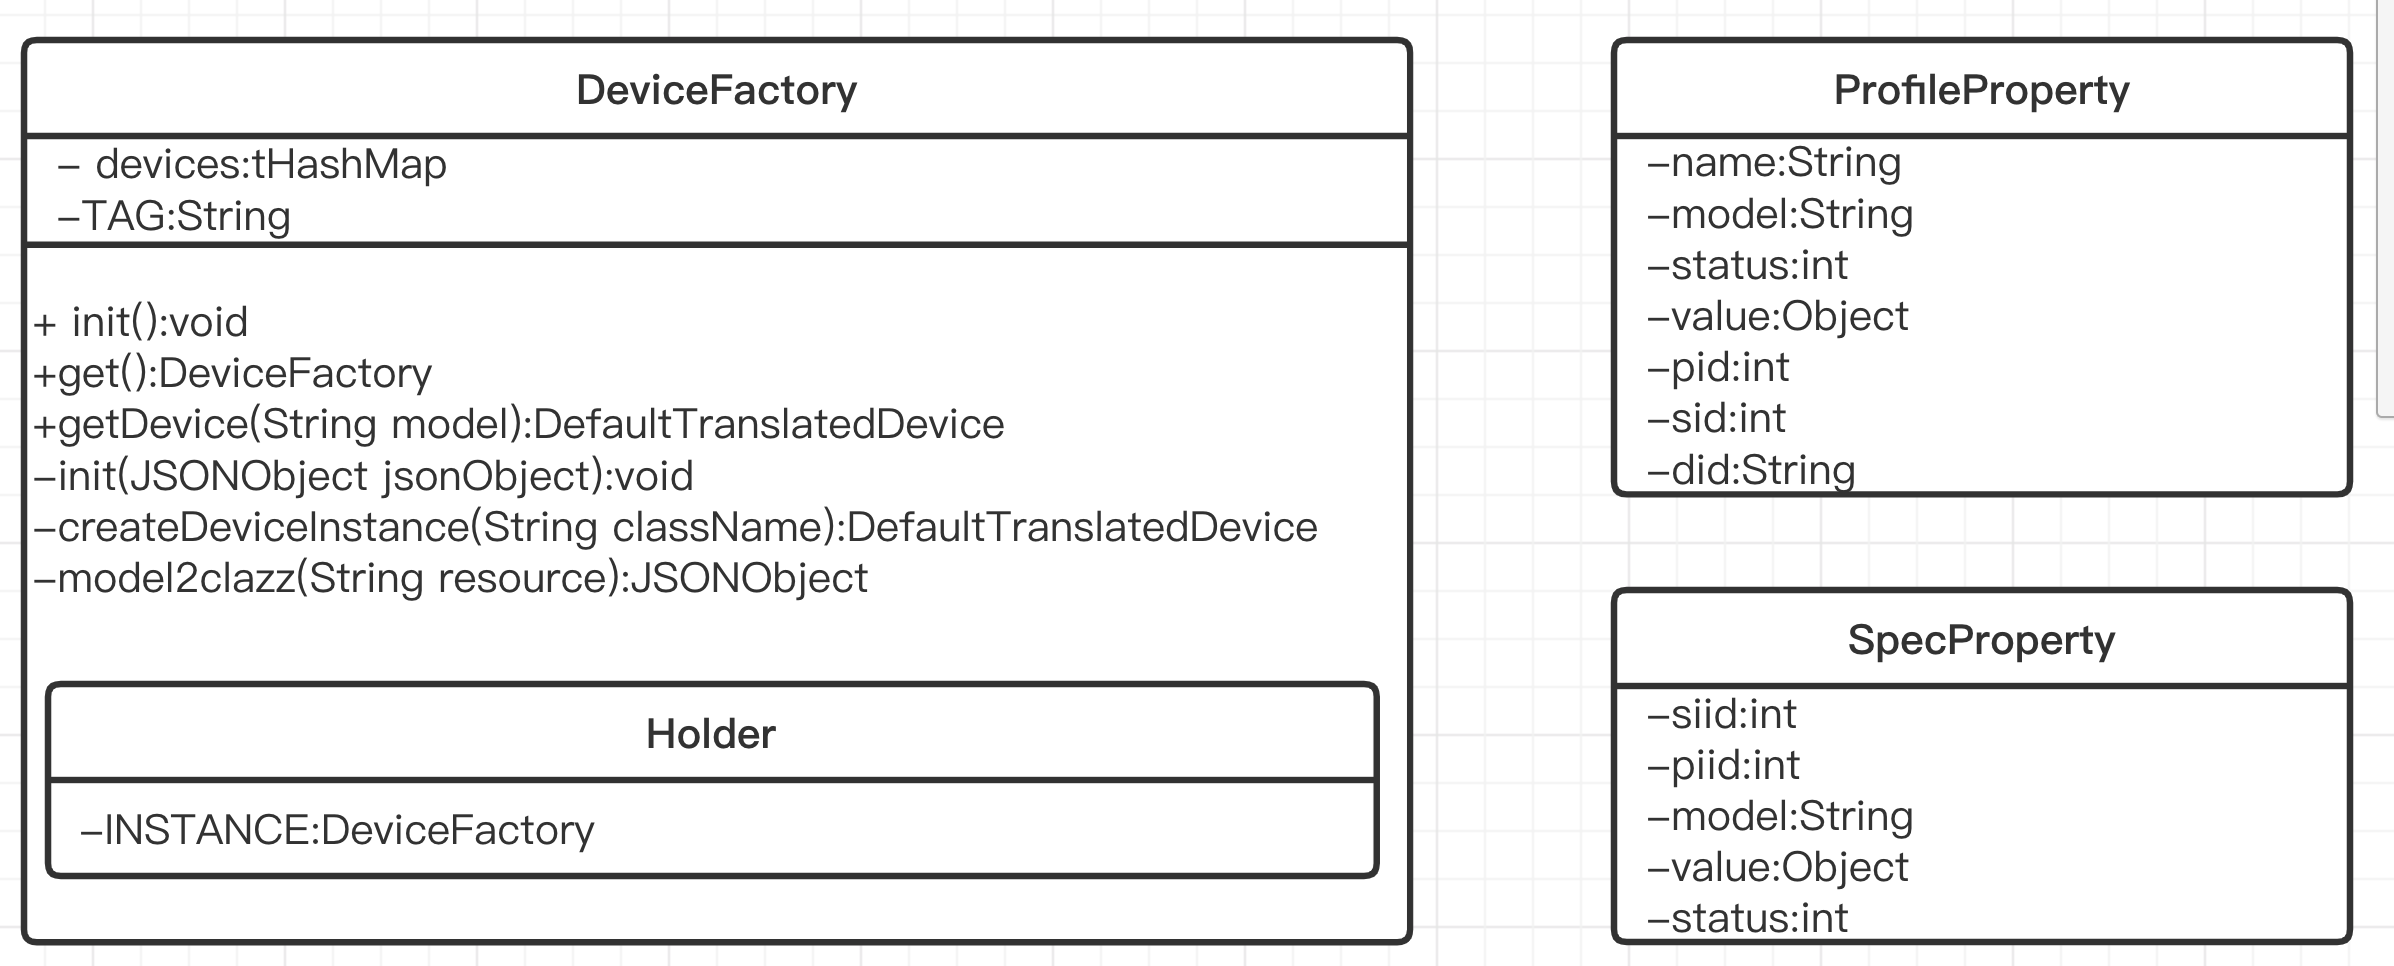 DeviceFactory
– devices:tHashMap
–TAG:String
+ init():void
+get():DeviceFactory
+getDevice(String model):DefaultTranslatedDevice
–init(JSONObject jsonObject):void
–createDeviceInstance(String className):DefaultTranslatedDevice
–model2clazz(String resource):JSONObject
Holder
–INSTANCE:DeviceFactory
ProfileProperty
–name:String
–model:String
–status:int
–value:Object
–pid:int
–sid:int
–did:String
SpecProperty
–siid:int
–piid:int
–model:String
–value:Object
–status:int